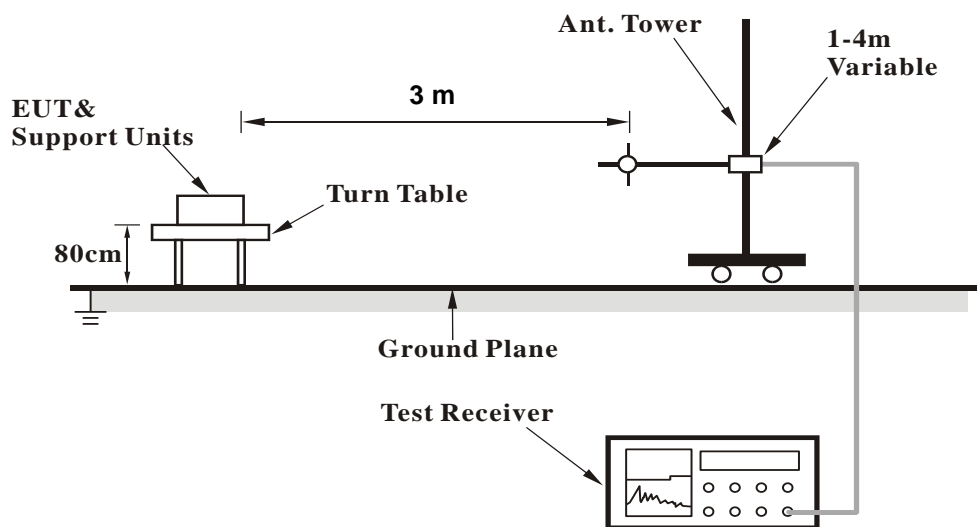 Ant. Tower
1-4m
Variable
3 m
EUT&
Support Units
Turn Table
80cm
Ground Plane
Test Receiver